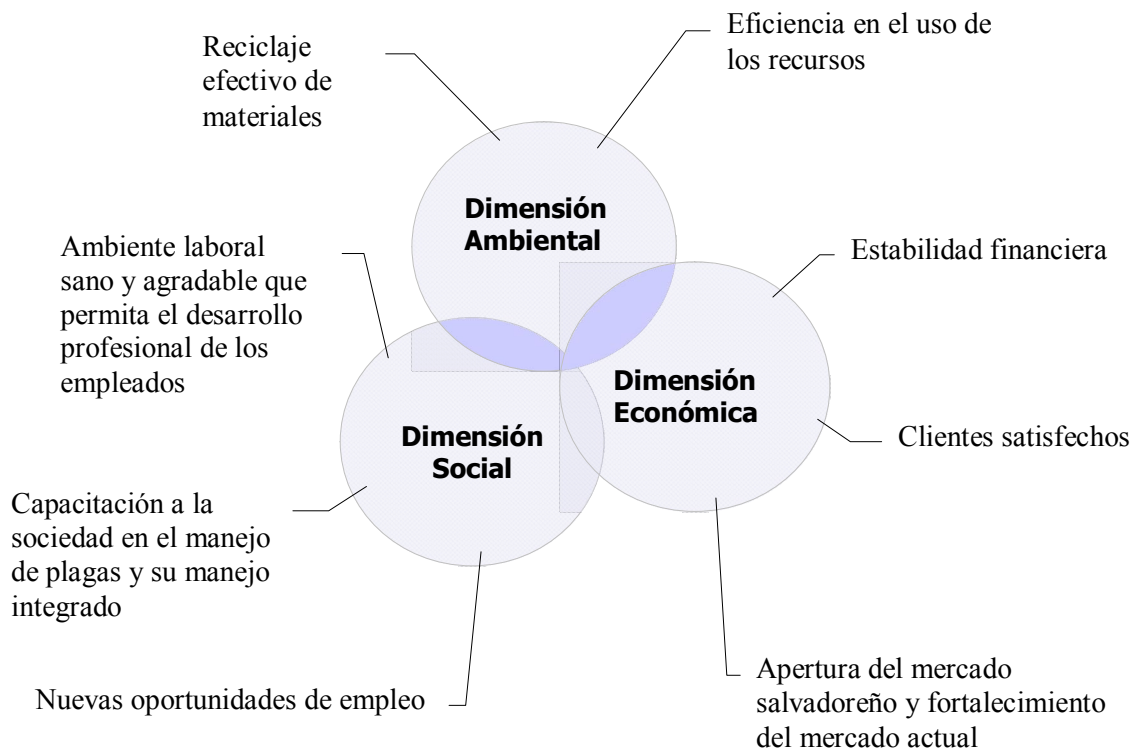 Reciclaje
efectivo de
materiales
Eficiencia en el uso de
los recursos
Dimensión
Ambiental
Ambiente laboral
sano y agradable que
permita el desarrollo
profesional de los
empleados
Estabilidad financiera
Dimensión
Económica
Dimensión
Social
Clientes satisfechos
Capacitación a la
sociedad en el manejo
de plagas y su manejo
integrado
Nuevas oportunidades de empleo
Apertura del mercado
salvadoreño y fortalecimiento
del mercado actual